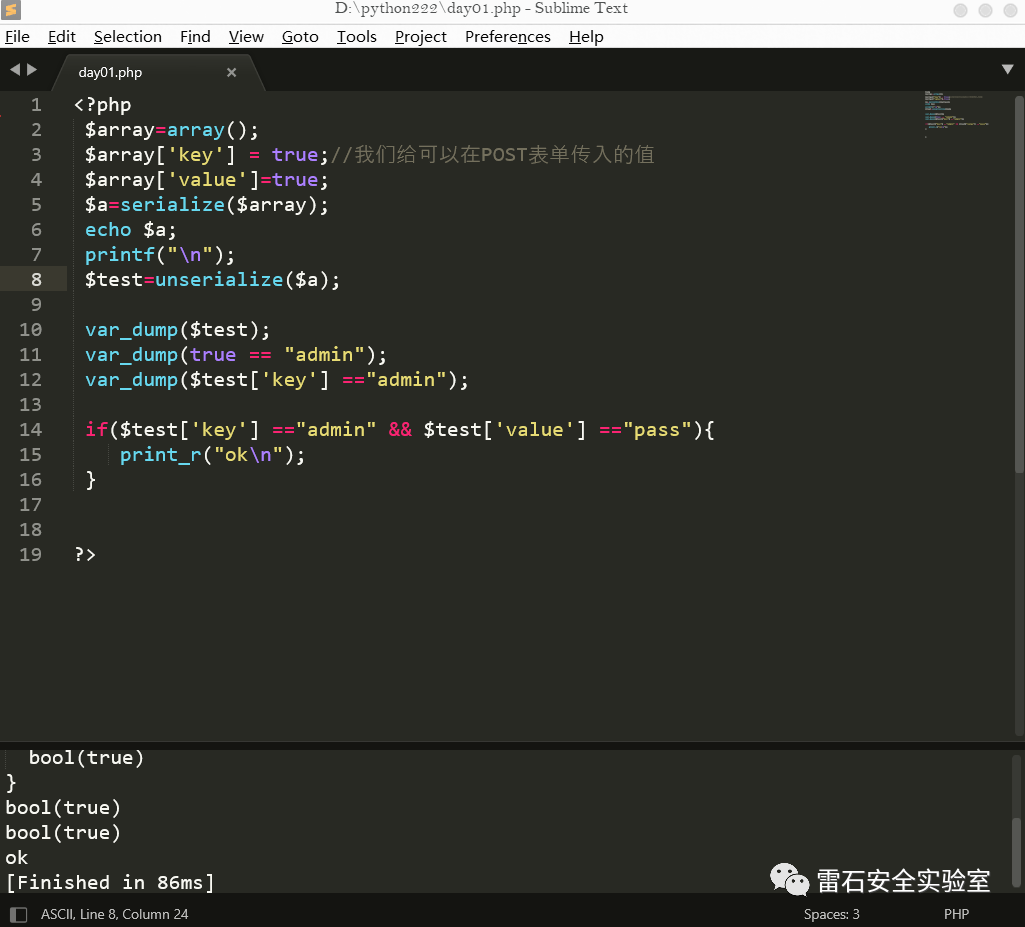 D:\python222\day01.php - Sublime Text
File Edit Selection Find View Goto Tools Project Preferences Help
day01.php ×
1 <?php
2 $array=array();
3 $array['key'] = true;//我们给可以在POST表单传入的值
4 $array['value']=true;
5 $a=serialize($array);
6 echo $a;
7 printf("\n");
8 $test=unserialize($a);
9
10 var_dump($test);
11 var_dump(true == "admin");
12 var_dump($test['key'] =="admin");
13
14 if($test['key'] =="admin" && $test['value'] =="pass"){
15 print_r("ok\n");
16 }
17
18
19 ?>
bool(true)
}
bool(true)
bool(true)
ok
[Finished in 86ms]
雷石安全实验室
ASCII, Line 8, Column 24 Spaces: 3 PHP